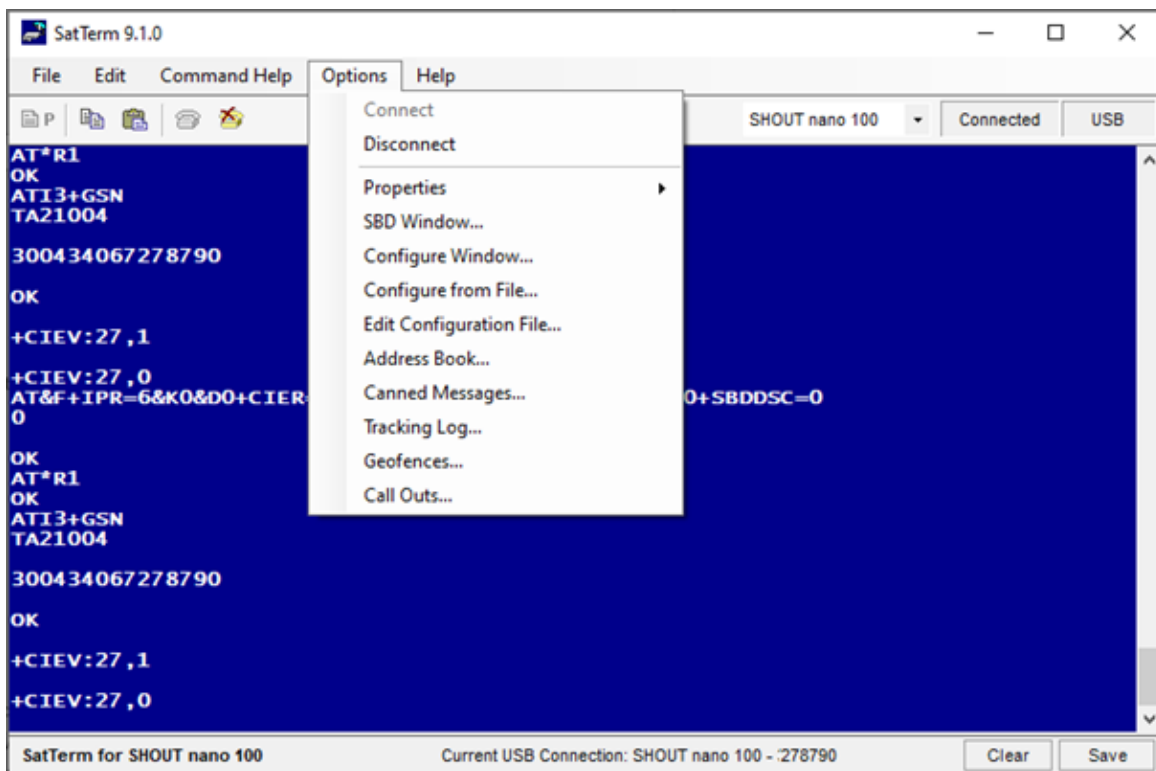 SatTerm 9.1.0
File Edit Command Help Options Help
P SHOUT nano 100 Connected USB
Connect
Disconnect
Properties
SBD Window...
Configure Window...
Configure from File...
Edit Configuration File...
Address Book...
Canned Messages...
Tracking Log...
Geofences...
Call Outs...
AT*R1
OK
ATI3+GSN
TA21004
300434067278790
OK
+CIEV:27,1
+CIEV:27,0
AT&F+IPR=6&K0&D0+CIER= 0+SBDDSC=0
0
OK
AT*R1
OK
ATI3+GSN
TA21004
300434067278790
OK
+CIEV:27,1
+CIEV:27,0
SatTerm for SHOUT nano 100 Current USB Connection: SHOUT nano 100 - :278790 Clear Save